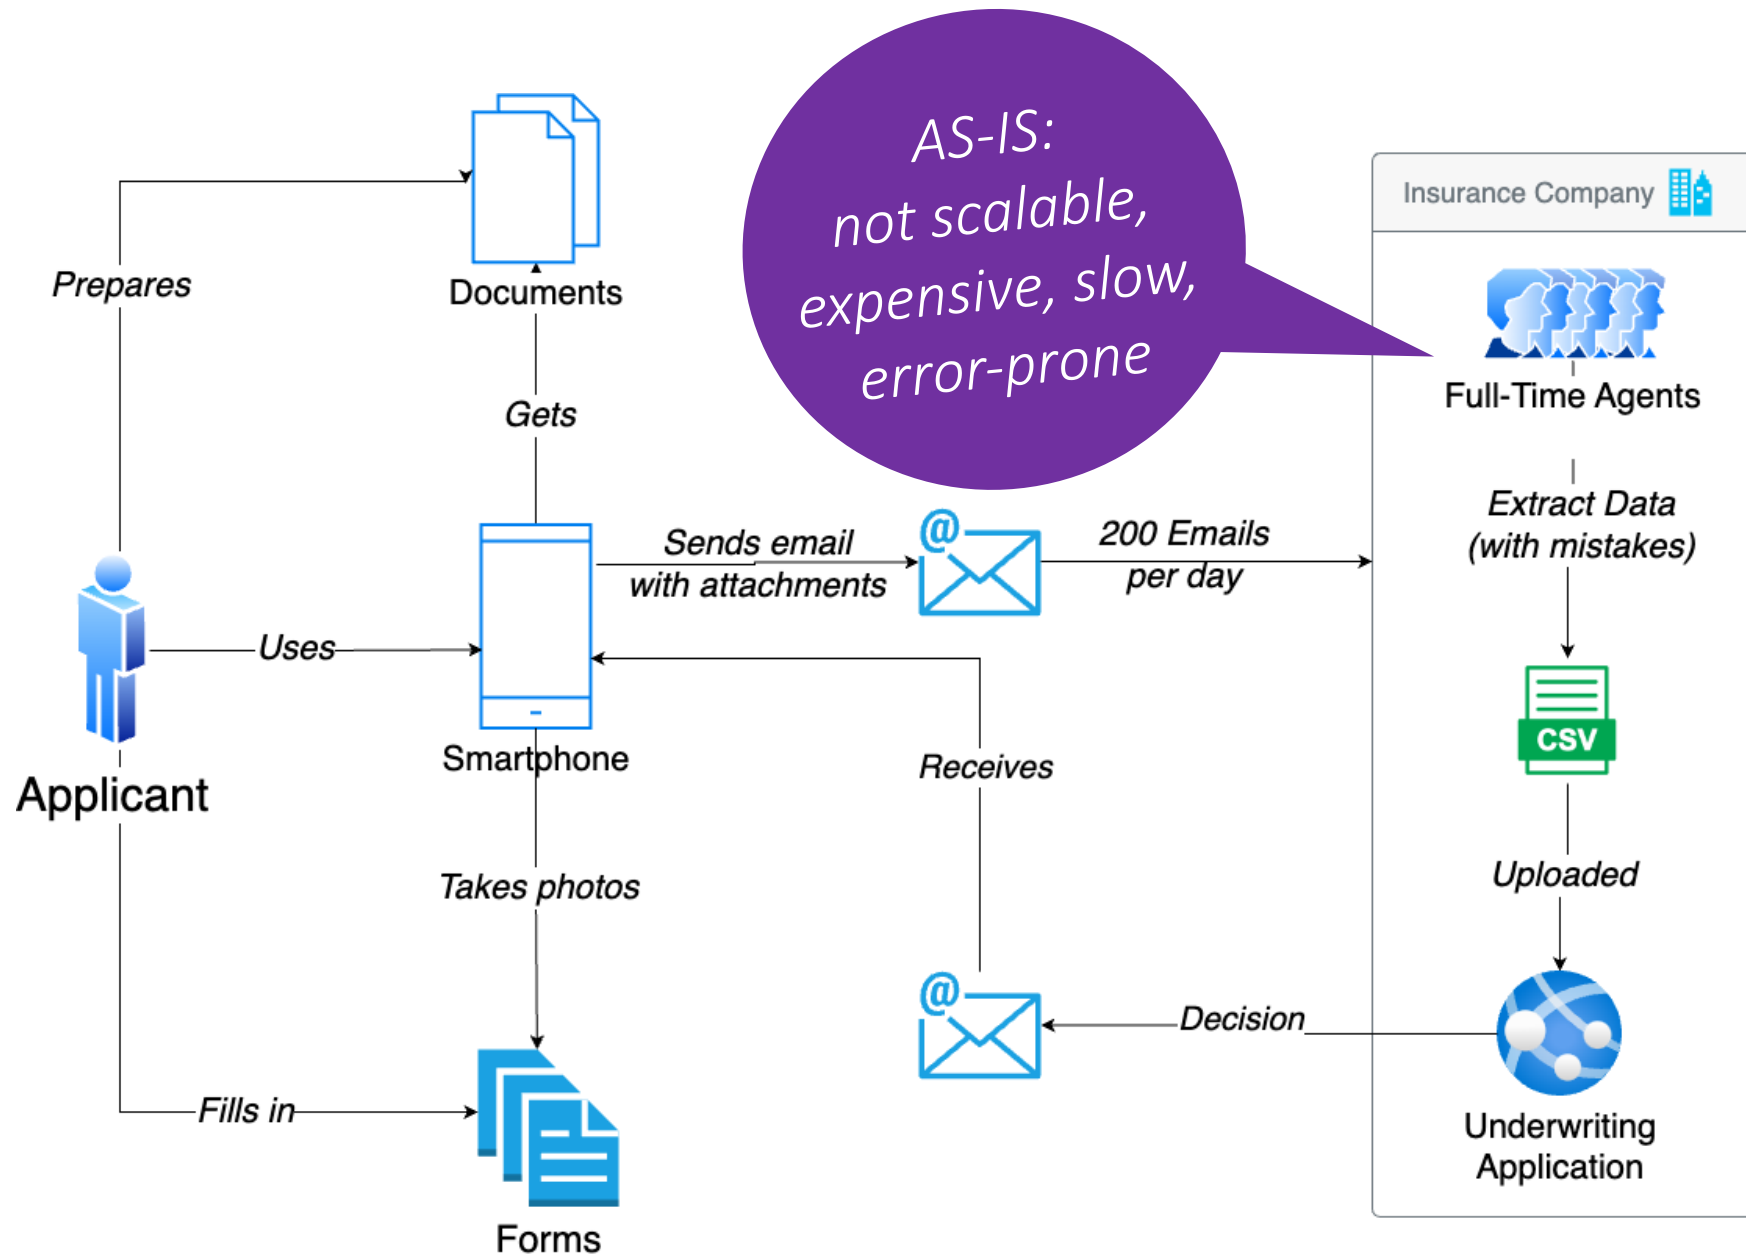 AS-IS:
not scalable,
expensive, slow,
error-prone
Insurance Company
Full-Time Agents
Prepares
Documents
Gets
Sends email
with attachments
@
200 Emails
per day
Extract Data
(with mistakes)
Uses
CSV
Smartphone
Receives
Applicant
Takes photos
Uploaded
@
Decision
Fills in
Underwriting
Application
Forms